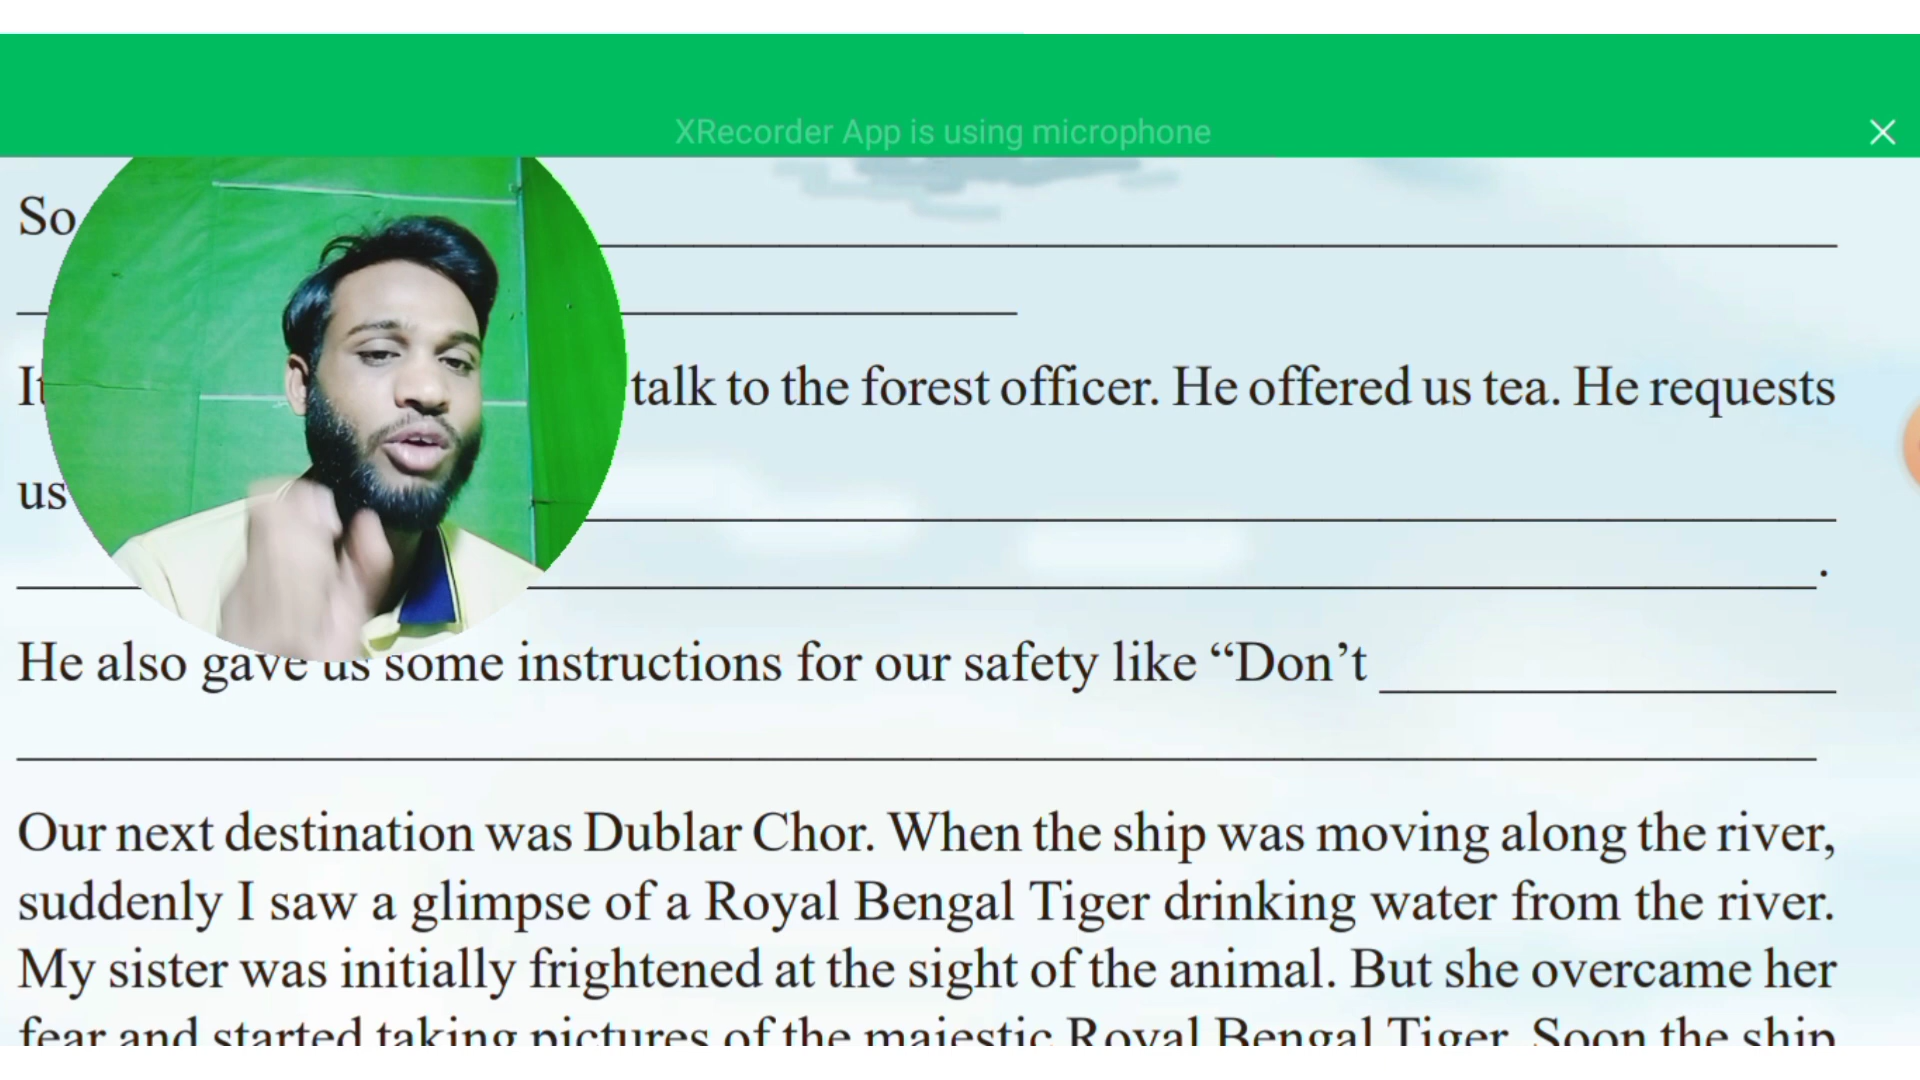 XRecorder App is using microphone
So
talk to the forest officer. He offered us tea. He requests
us
.
He also gave us some instructions for our safety like “Don’t
Our next destination was Dublar Chor. When the ship was moving along the river,
suddenly I saw a glimpse of a Royal Bengal Tiger drinking water from the river.
My sister was initially frightened at the sight of the animal. But she overcame her
fear and started taking pictures of the majestic Royal Bengal Tiger. Soon the ship